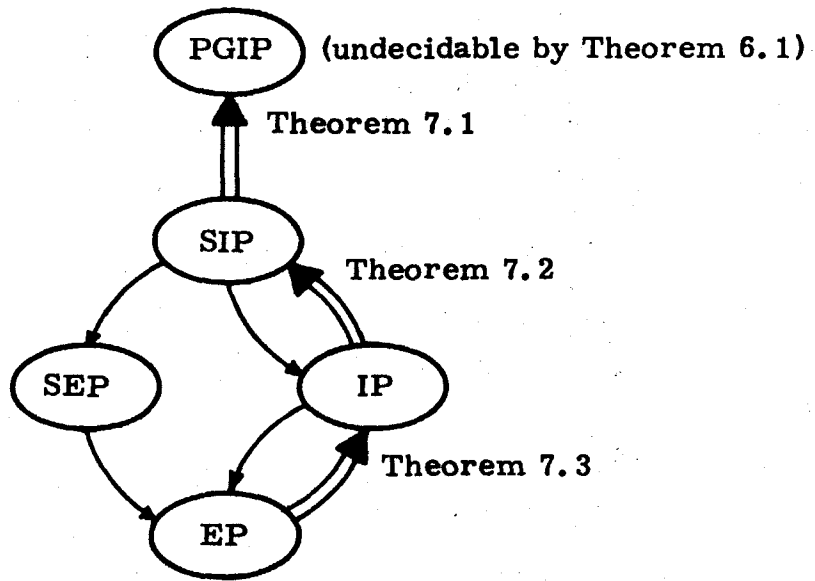 PGIP (undecidable by Theorem 6.1)
Theorem 7.1
SIP
Theorem 7.2
SEP
IP
Theorem 7.3
EP